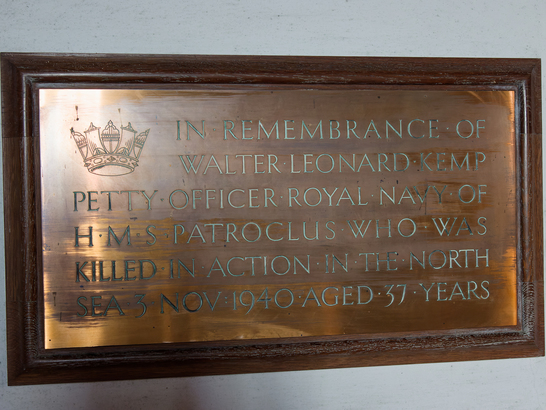 IN·REMEMBRANCE·OF
WALTER·LEONARD·KEMP
PETTY·OFFICER·ROYAL·NAVY·OF
H·M·S·PATROCLUS·WHO·WAS
KILLED·IN·ACTION·IN·THE·NORTH
SEA·3·NOV·1940·AGED·37·YEARS